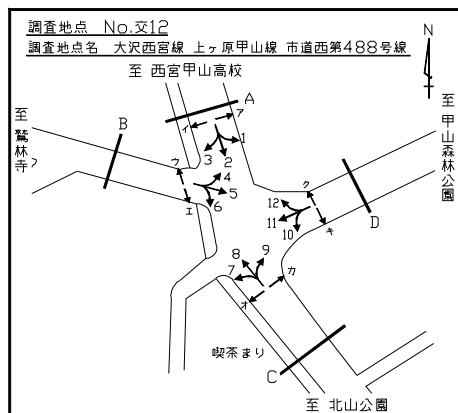 調査地点 No.交12
調査地点名 大沢西宮線 上ヶ原甲山線 市道西第488号線
N
至 西宮甲山高校
至 鷲林寺
至 甲山森林公園
A
B
ア
イ
1
2
3
ウ
エ
4
5
6
ク
キ
12
11
10
D
9
8
7
カ
オ
喫茶まり
C
至 北山公園